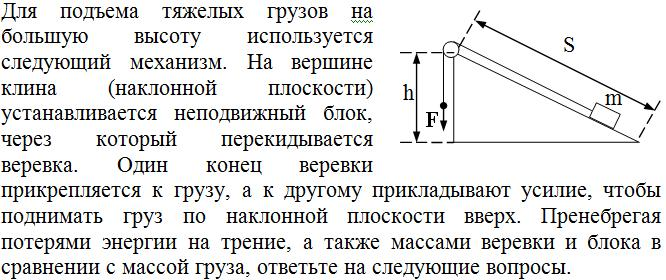 Для подъема тяжелых грузов на
большую высоту используется
следующий механизм. На вершине
клина (наклонной плоскости)
устанавливается неподвижный блок,
через который перекидывается
веревка. Один конец веревки
прикрепляется к грузу, а к другому прикладывают усилие, чтобы
поднимать груз по наклонной плоскости вверх. Пренебрегая
потерями энергии на трение, а также массами веревки и блока в
сравнении с массой груза, ответьте на следующие вопросы.
S
h
m
F